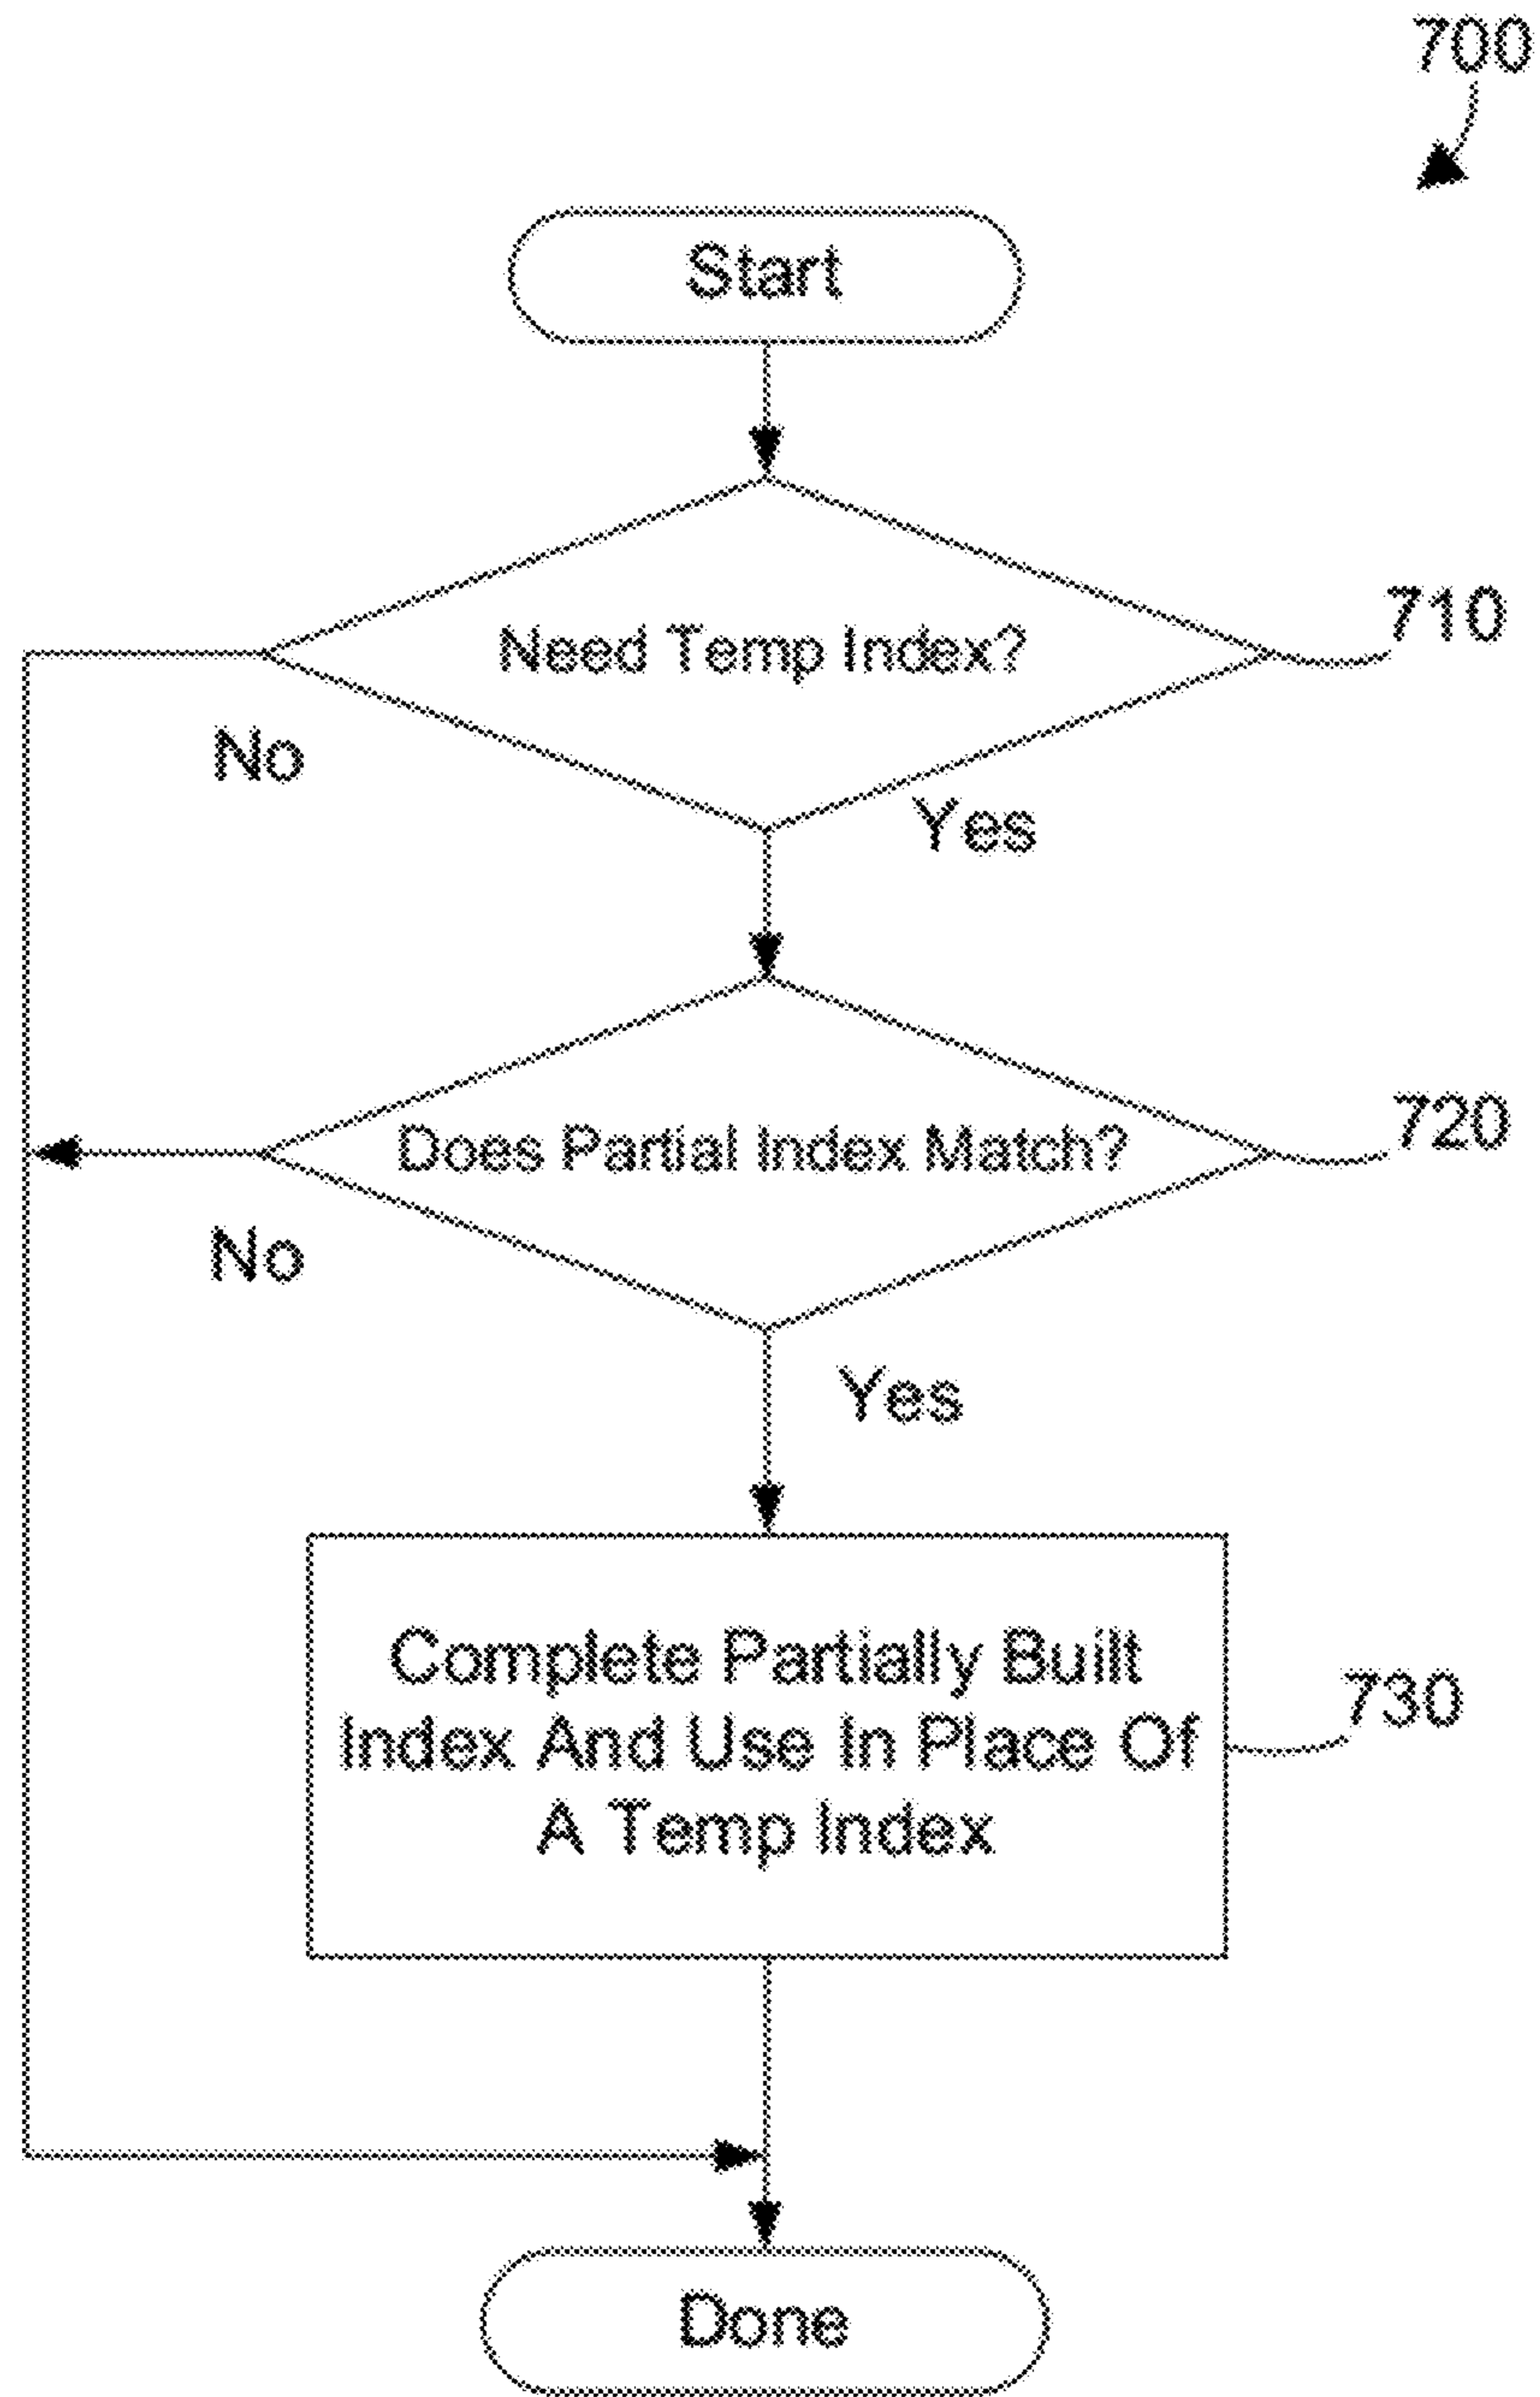 700
Start
Need Temp Index?
710
No
Yes
Does Partial Index Match?
720
No
Yes
Complete Partially Built
Index And Use In Place Of
A Temp Index
730
Done